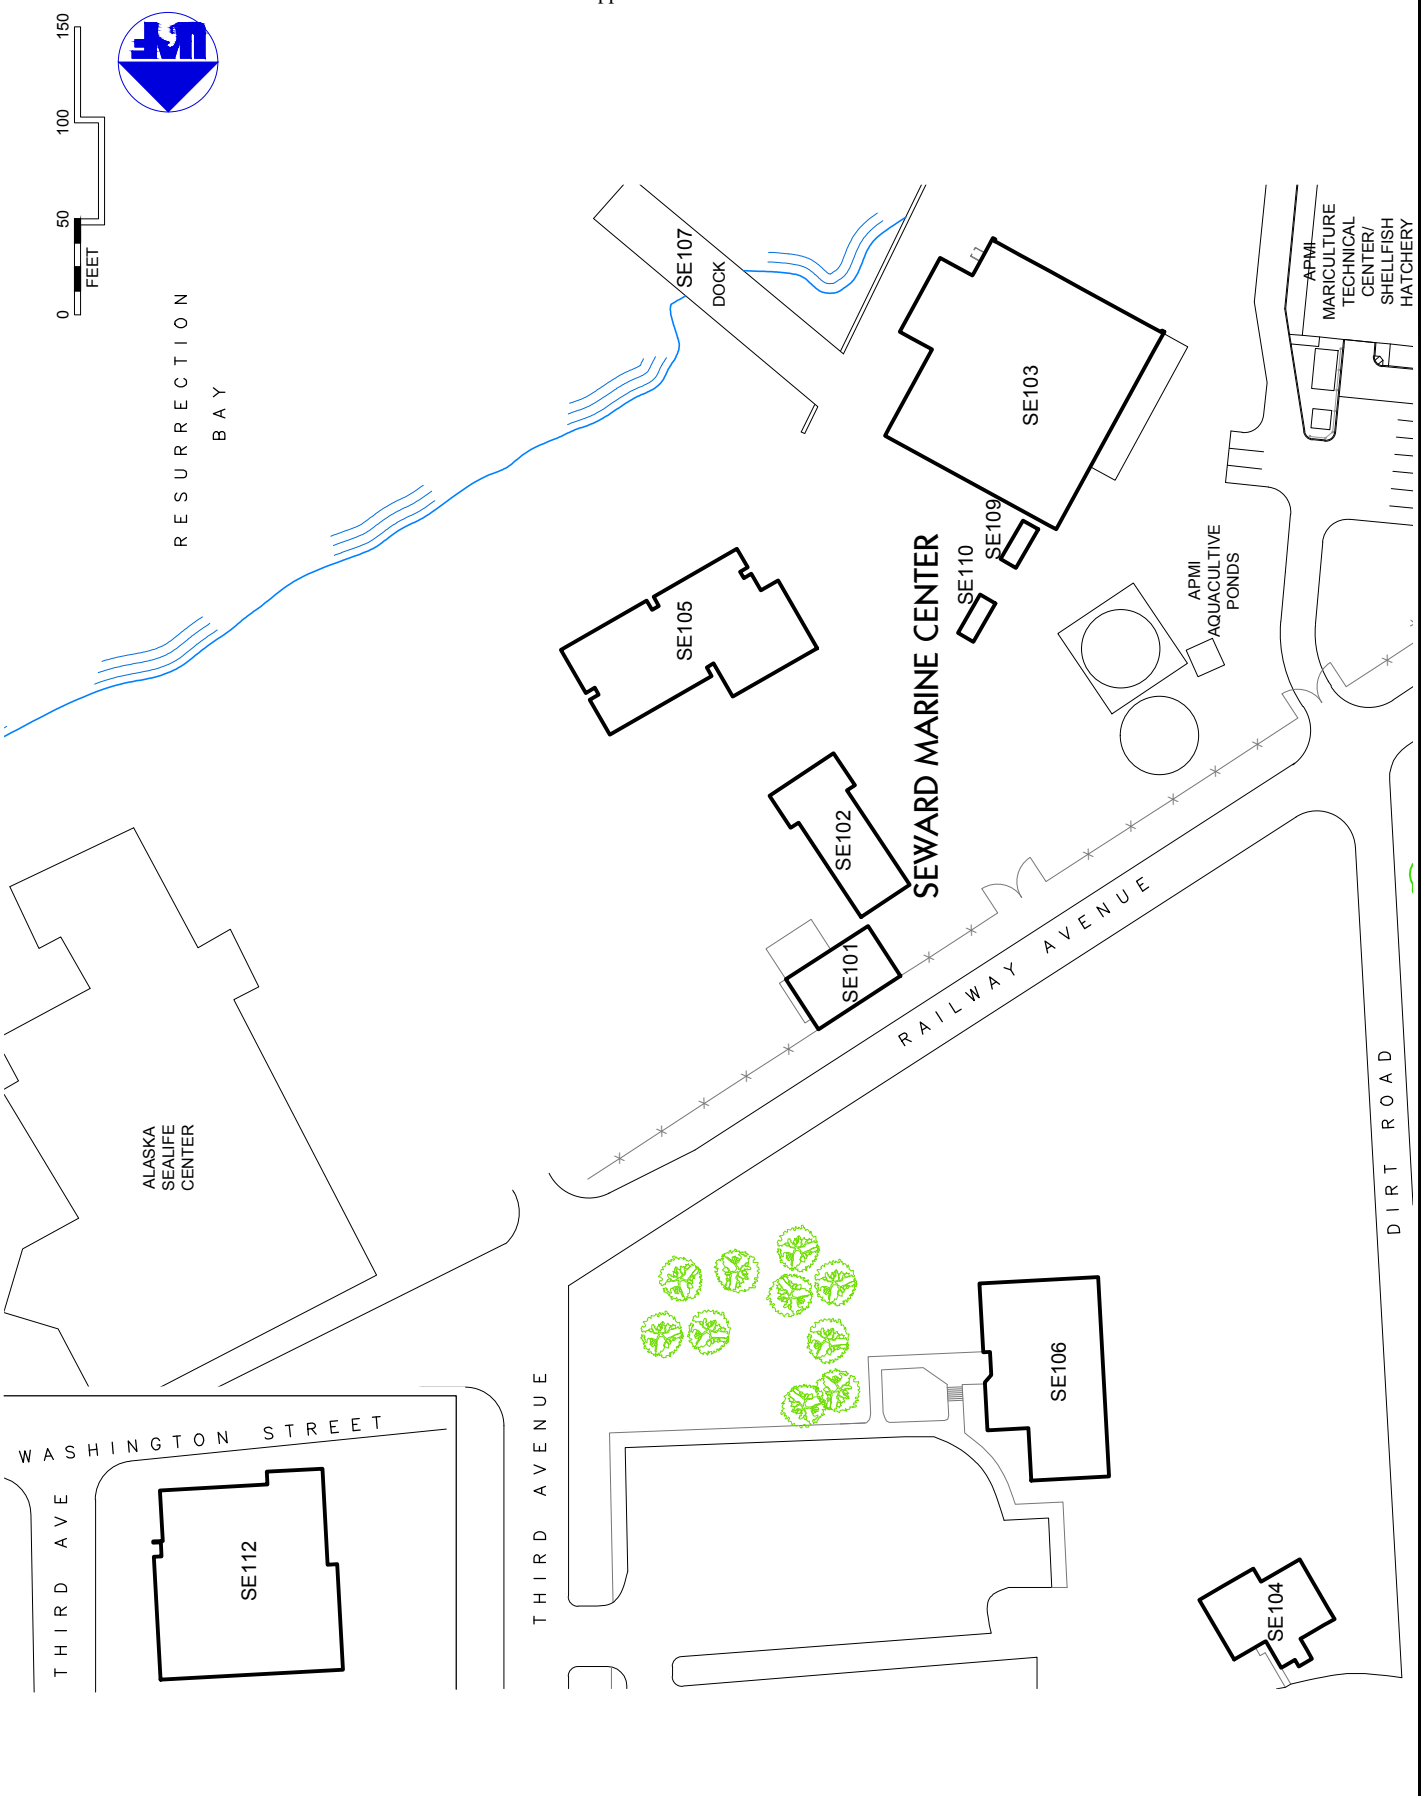 0
50
100
150
FEET
UAF
RESURRECTION
BAY
SE107
DOCK
SE103
SE109
SE110
SE105
SEWARD MARINE CENTER
SE102
SE101
APMI
MARICULTURE
TECHNICAL
CENTER/
SHELLFISH
HATCHERY
APMI
AQUACULTIVE
PONDS
RAILWAY AVENUE
DIRT ROAD
ALASKA
SEALIFE
CENTER
WASHINGTON STREET
THIRD AVE
THIRD AVENUE
SE112
SE106
SE104